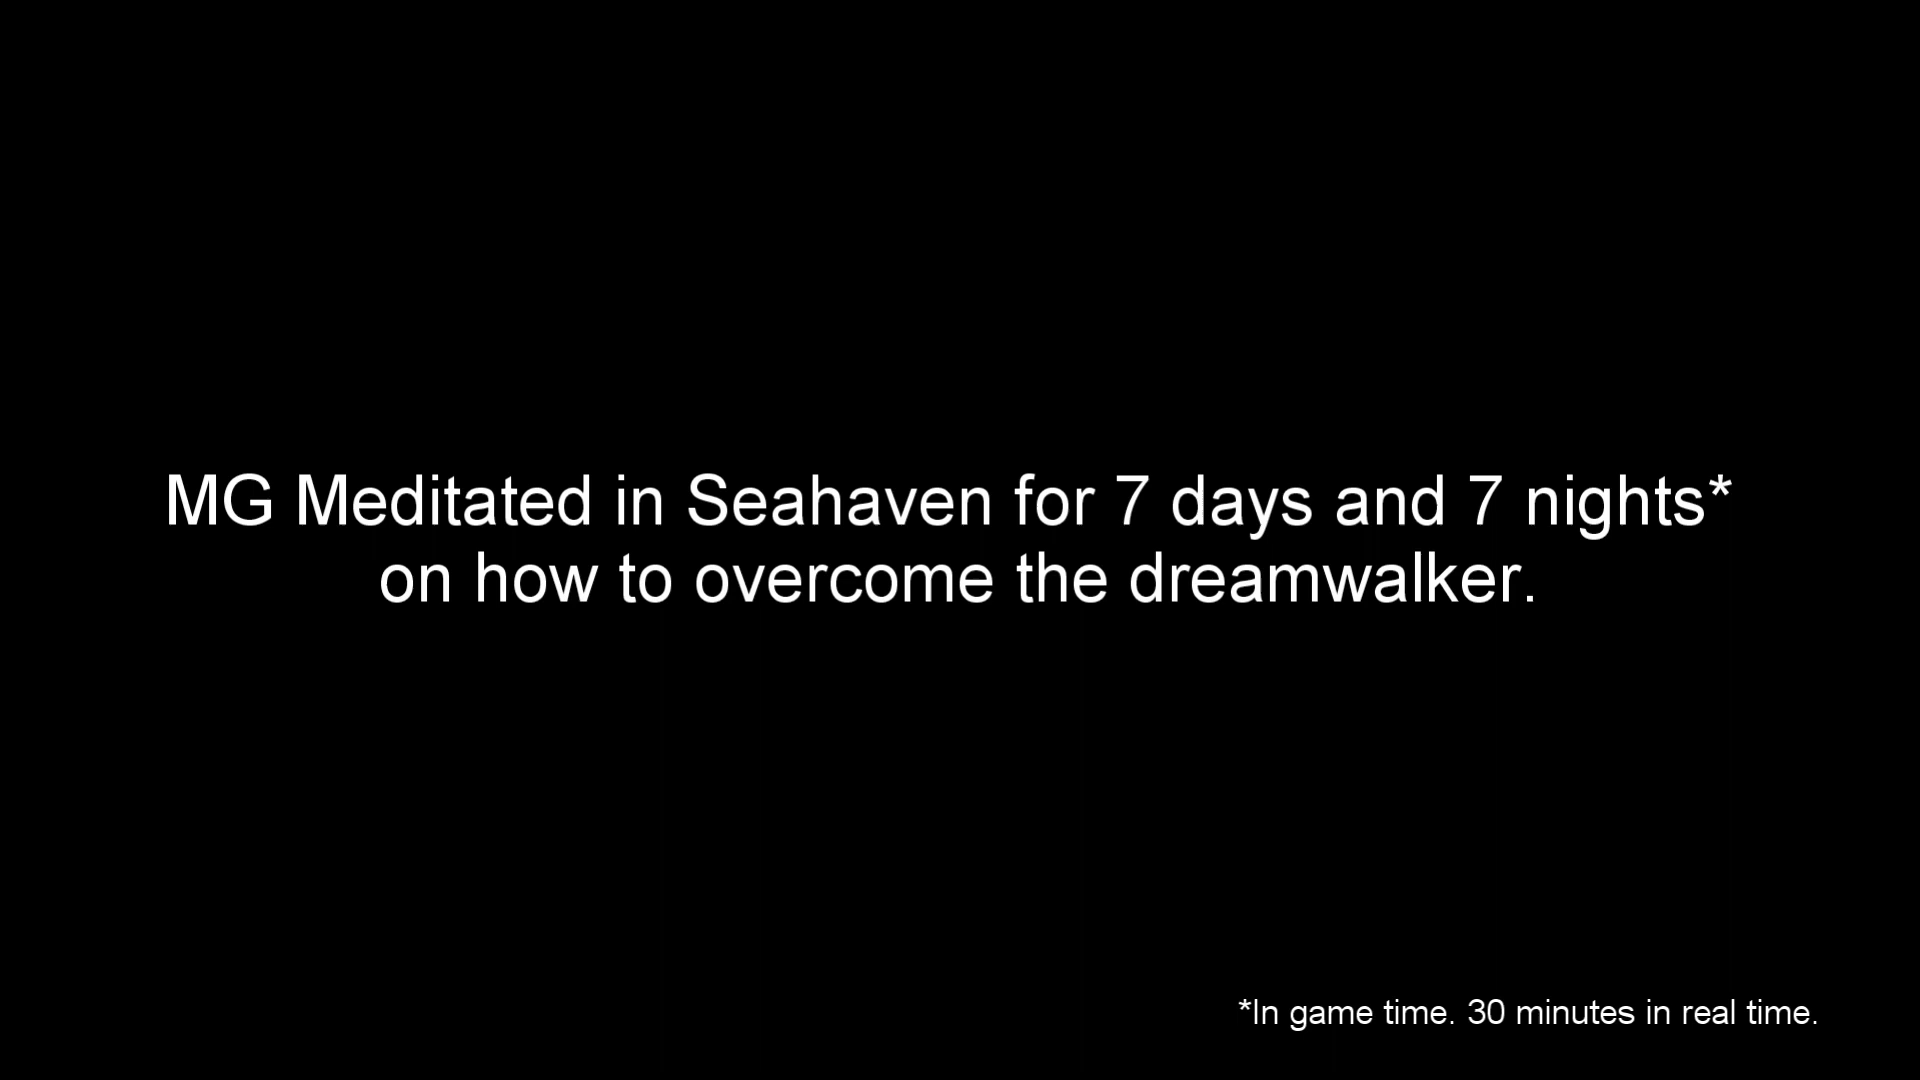 MG Meditated in Seahaven for 7 days and 7 nights*
on how to overcome the dreamwalker.
*In game time. 30 minutes in real time.